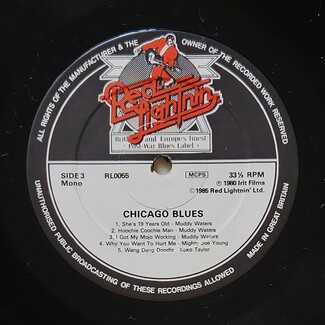 ALL RIGHTS OF THE MANUFACTURER & THE OWNER OF THE RECORDED WORK RESERVED
Red
Lightnin'
and Europe's Finest
Post-War Blues Label
SIDE 3
Mono
RL0055
MCPS
33⅓ RPM
℗ 1980 Irit Films
©1985 Red Lightnin' Ltd.
CHICAGO BLUES
1. She's 19 Years Old - Muddy Waters
2. Hoochie Coochie Man - Muddy Waters
3. I Got My Mojo Working - Muddy Waters
4. Why You Want To Hurt Me - Mighty Joe Young
5. Wang Dang Doodle - Koko Taylor
UNAUTHORISED PUBLIC BROADCASTING OF THESE RECORDINGS ALLOWED
MADE IN GREAT BRITAIN